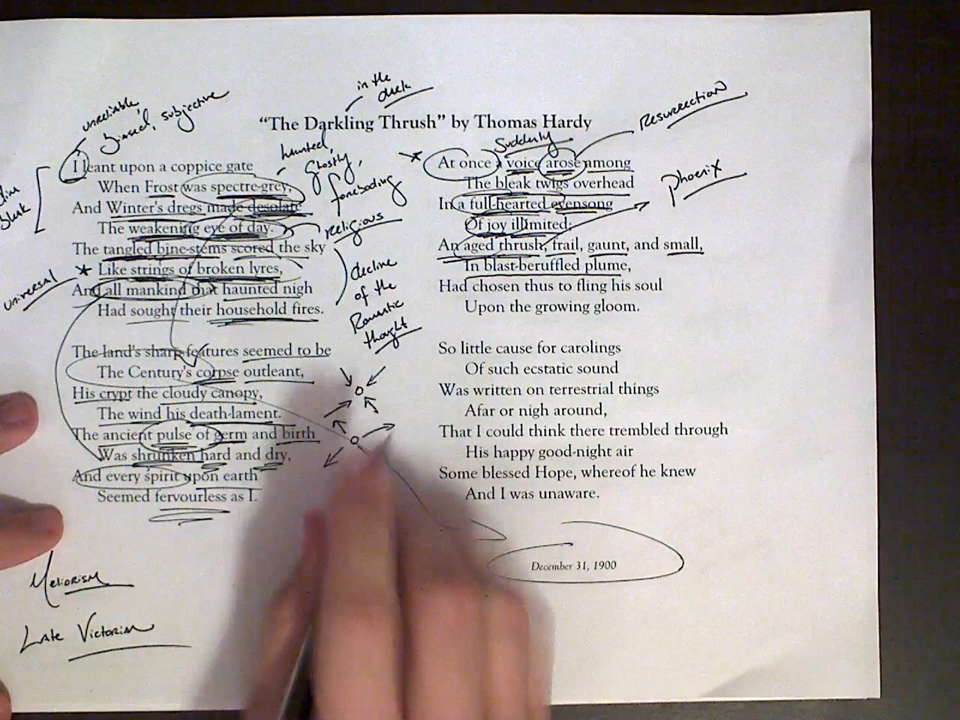 in the
dark
unreliable,
biased, subjective
"The Darkling Thrush" by Thomas Hardy
Resurrection
Suddenly
haunted,
ghostly,
foreboding
religious
Phoenix
bleak
universal
I leant upon a coppice gate
When Frost was spectre-grey,
And Winter's dregs made desolate
The weakening eye of day.
The tangled bine-stems scored the sky
Like strings of broken lyres,
And all mankind that haunted nigh
Had sought their household fires.
decline
of the
Romantic
thought
The land's sharp features seemed to be
The Century's corpse outleant,
His crypt the cloudy canopy,
The wind his death-lament.
The ancient pulse of germ and birth
Was shrunken hard and dry,
And every spirit upon earth
Seemed fervourless as I.
At once a voice arose among
The bleak twigs overhead
In a full-hearted evensong
Of joy illimited;
An aged thrush, frail, gaunt, and small,
In blast-beruffled plume,
Had chosen thus to fling his soul
Upon the growing gloom.
So little cause for carolings
Of such ecstatic sound
Was written on terrestrial things
Afar or nigh around,
That I could think there trembled through
His happy good-night air
Some blessed Hope, whereof he knew
And I was unaware.
December 31, 1900
Meliorism
Late Victorian